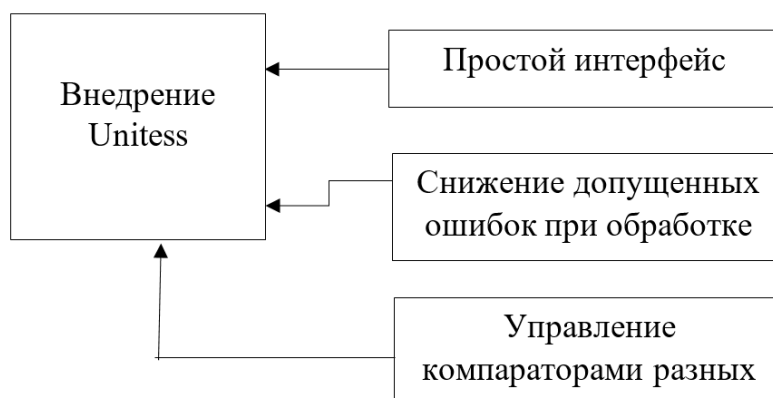 Внедрение
Unitess
Простой интерфейс
Снижение допущенных
ошибок при обработке
Управление
компараторами разных